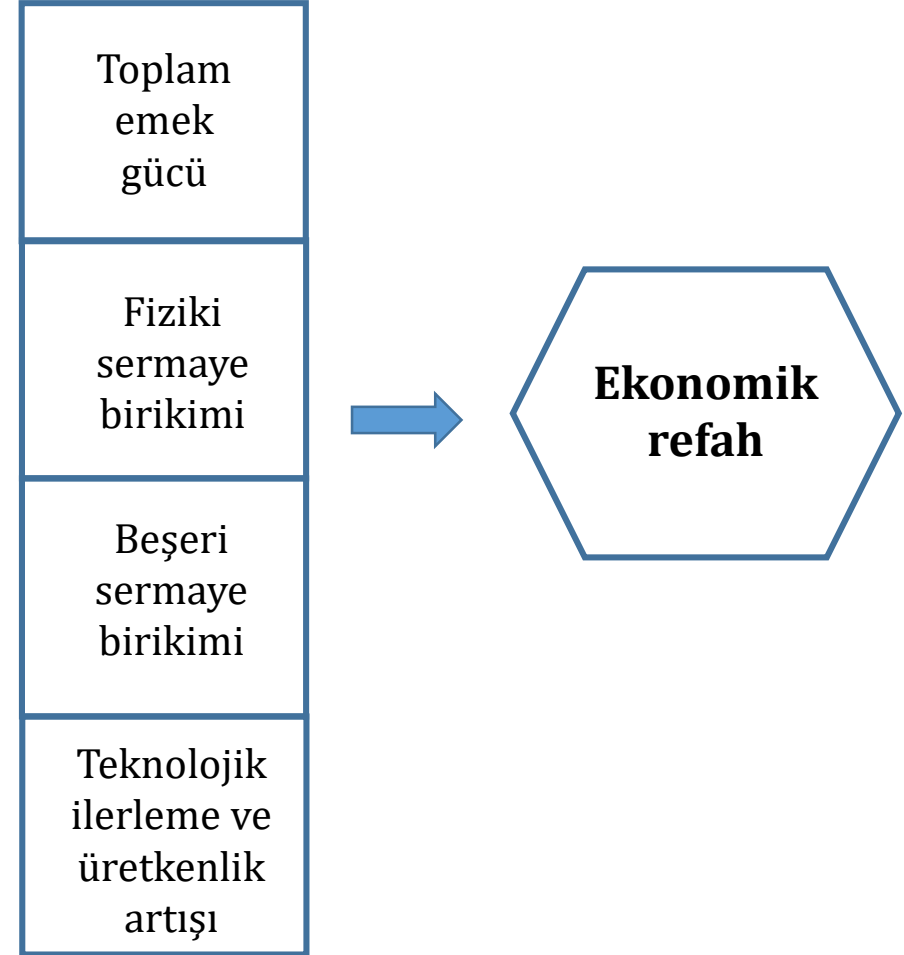 Toplam
emek
gücü
Fiziki
sermaye
birikimi
Beşeri
sermaye
birikimi
Teknolojik
ilerleme ve
üretkenlik
artışı
Ekonomik
refah